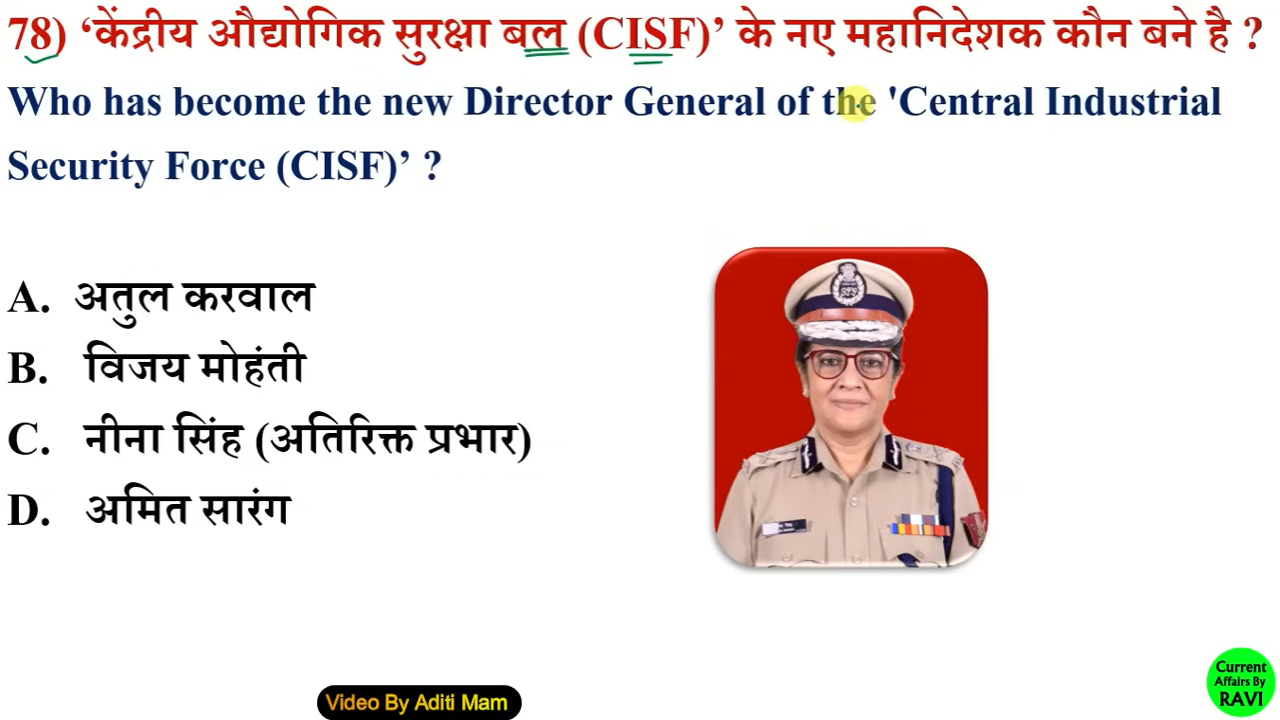 78) ‘केंद्रीय औद्योगिक सुरक्षा बल (CISF)’ के नए महानिदेशक कौन बने है ?
Who has become the new Director General of the 'Central Industrial
Security Force (CISF)’ ?
A. अतुल करवाल
B. विजय मोहंती
C. नीना सिंह (अतिरिक्त प्रभार)
D. अमित सारंग
Video By Aditi Mam
Current
Affairs By
RAVI